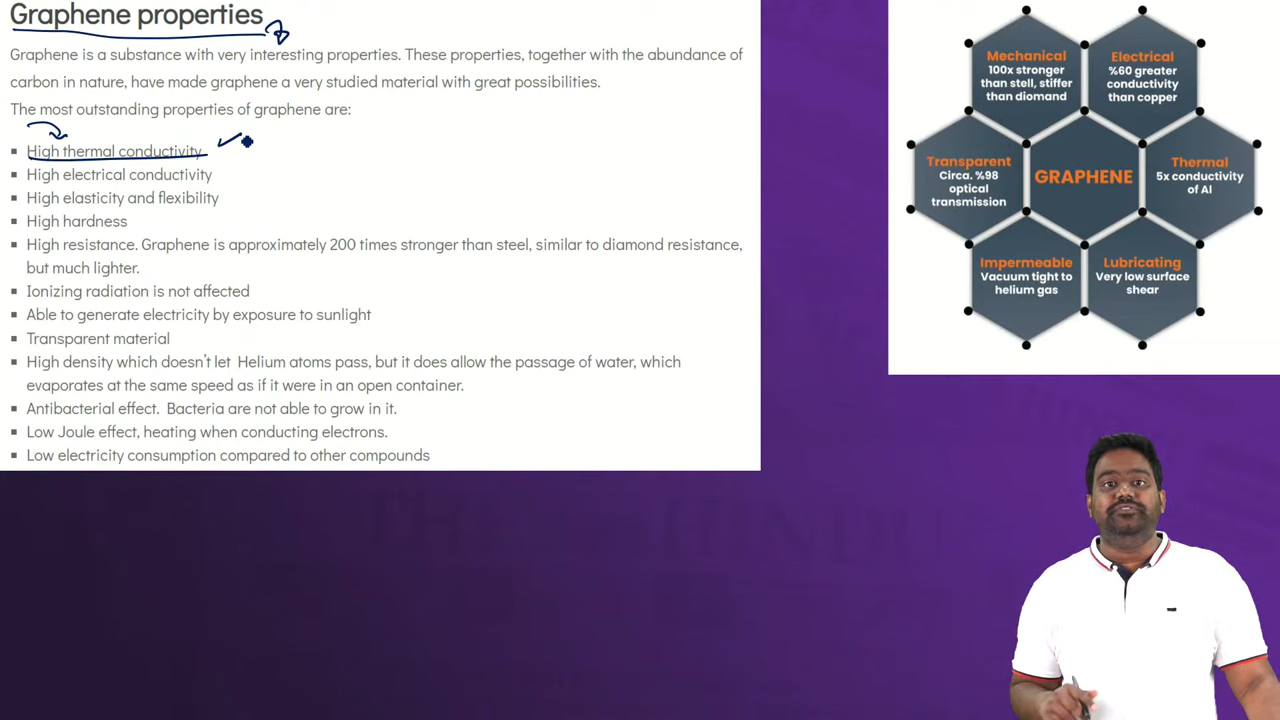 Graphene properties
Graphene is a substance with very interesting properties. These properties, together with the abundance of
carbon in nature, have made graphene a very studied material with great possibilities.
The most outstanding properties of graphene are:
▪ High thermal conductivity
▪ High electrical conductivity
▪ High elasticity and flexibility
▪ High hardness
▪ High resistance. Graphene is approximately 200 times stronger than steel, similar to diamond resistance,
but much lighter.
▪ Ionizing radiation is not affected
▪ Able to generate electricity by exposure to sunlight
▪ Transparent material
▪ High density which doesn't let Helium atoms pass, but it does allow the passage of water, which
evaporates at the same speed as if it were in an open container.
▪ Antibacterial effect. Bacteria are not able to grow in it.
▪ Low Joule effect, heating when conducting electrons.
▪ Low electricity consumption compared to other compounds
Mechanical
100x stronger
than stell, stiffer
than diomand
Electrical
%60 greater
conductivity
than copper
Transparent
Circa. %98
optical
transmission
GRAPHENE
Thermal
5x conductivity
of Al
Impermeable
Vacuum tight to
helium gas
Lubricating
Very low surface
shear
THE HINDU